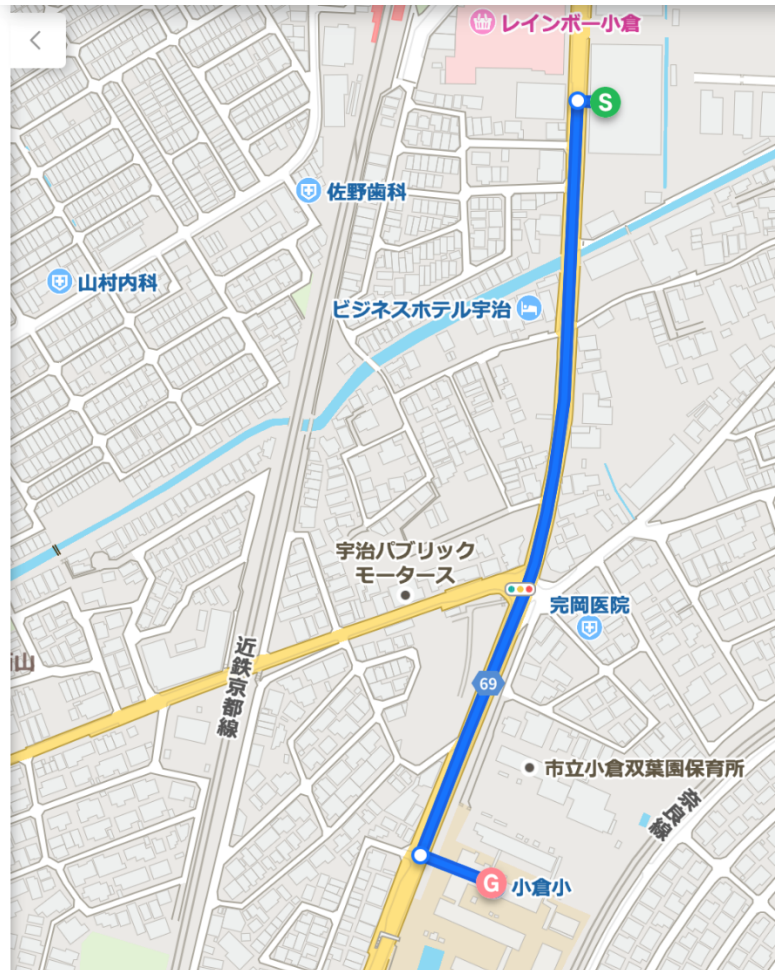 レインボー小倉
S
佐野歯科
山村内科
ビジネスホテル宇治
宇治パブリック
モータース
完岡医院
山
近鉄京都線
69
市立小倉双葉園保育所
奈良線
G
小倉小